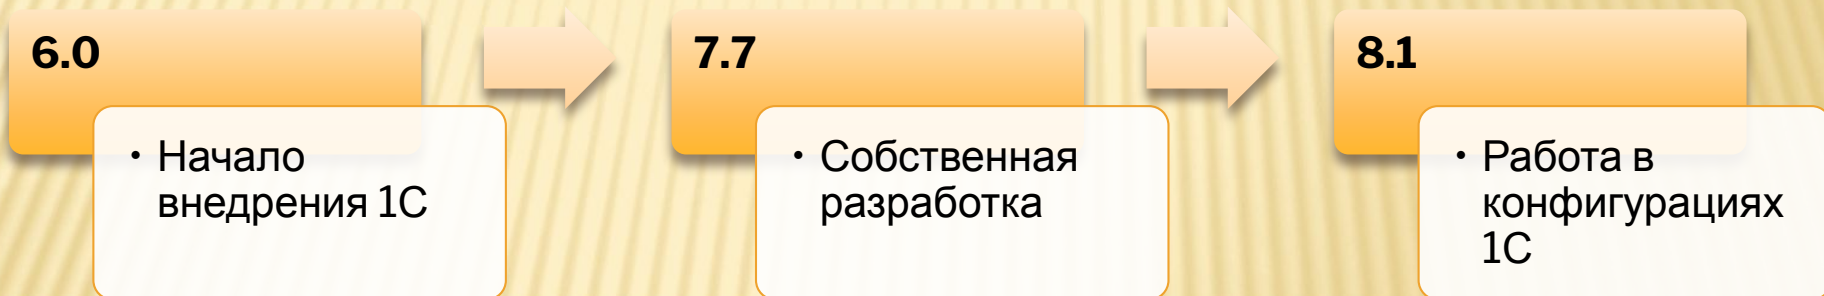 6.0
• Начало
внедрения 1С
7.7
• Собственная
разработка
8.1
• Работа в
конфигурациях
1С